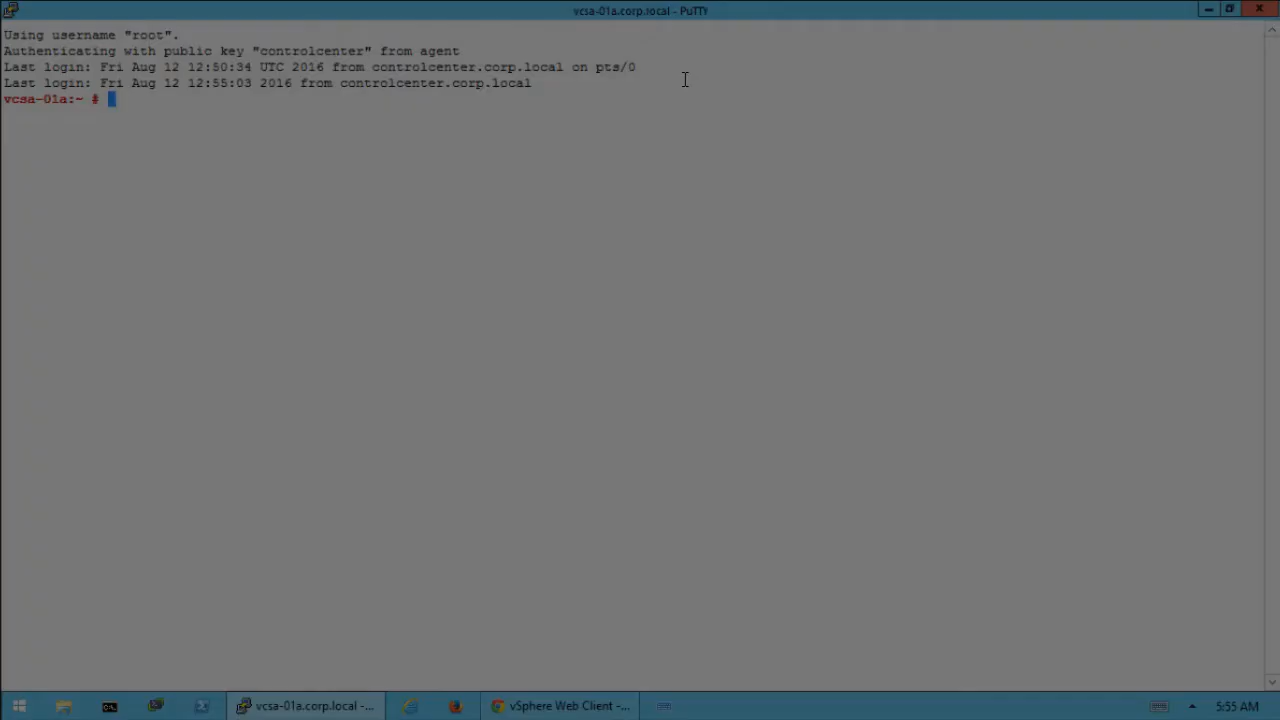 vcsa-01a.corp.local - PuTTY
Using username "root".
Authenticating with public key "controlcenter" from agent
Last login: Fri Aug 12 12:50:34 UTC 2016 from controlcenter.corp.local on pts/0
Last login: Fri Aug 12 12:55:03 2016 from controlcenter.corp.local
vcsa-01a:~ #
vcsa-01a.corp.local -...
vSphere Web Client -...
5:55 AM